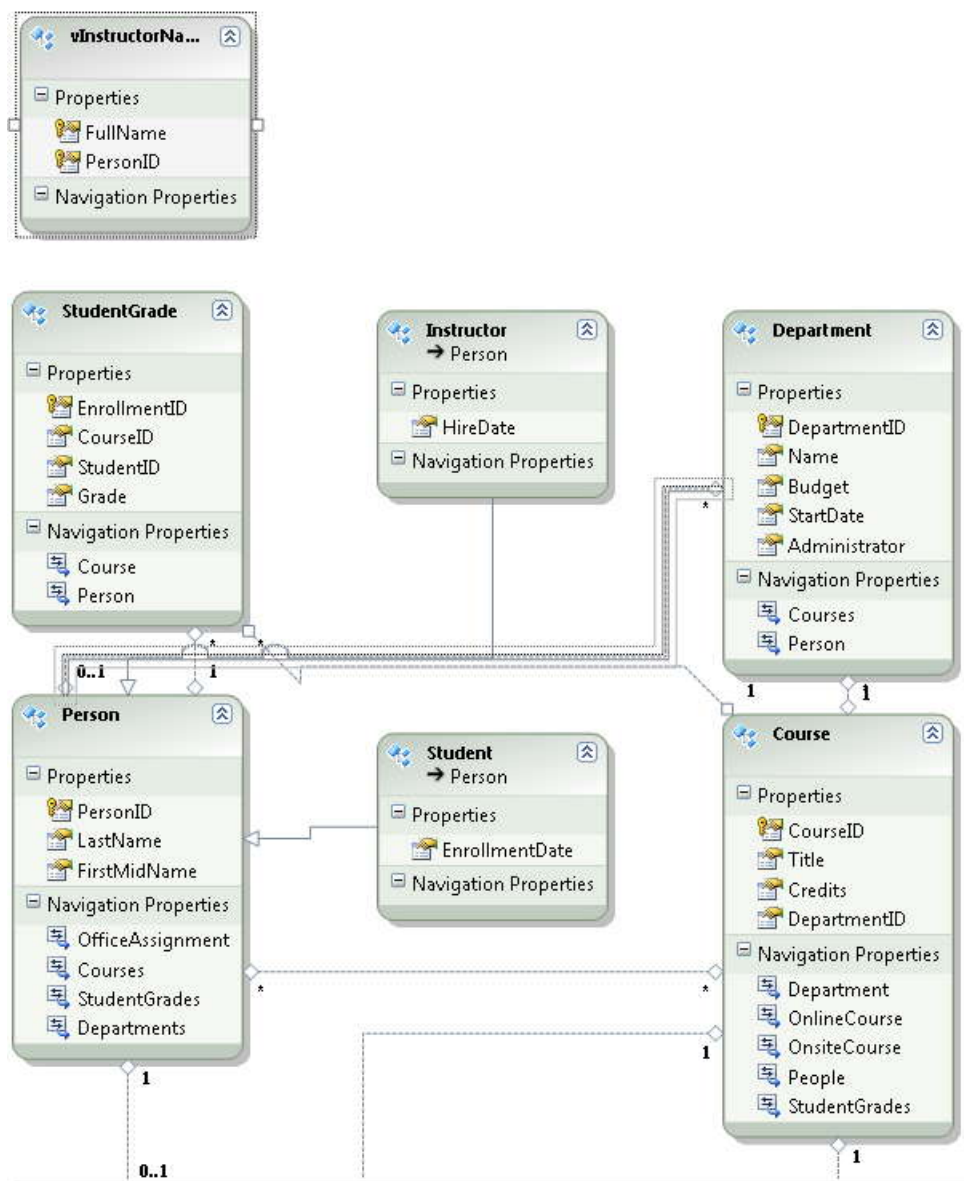 vInstructorNa...
Properties
FullName
PersonID
Navigation Properties
StudentGrade
Properties
EnrollmentID
CourseID
StudentID
Grade
Navigation Properties
Course
Person
Instructor
→ Person
Properties
HireDate
Navigation Properties
Department
Properties
DepartmentID
Name
Budget
StartDate
Administrator
Navigation Properties
Courses
Person
*
* *
0..1 1
1 1
Person
Properties
PersonID
LastName
FirstMidName
Navigation Properties
OfficeAssignment
Courses
StudentGrades
Departments
Student
→ Person
Properties
EnrollmentDate
Navigation Properties
Course
Properties
CourseID
Title
Credits
DepartmentID
Navigation Properties
Department
OnlineCourse
OnsiteCourse
People
StudentGrades
* *
1
1
1
0..1